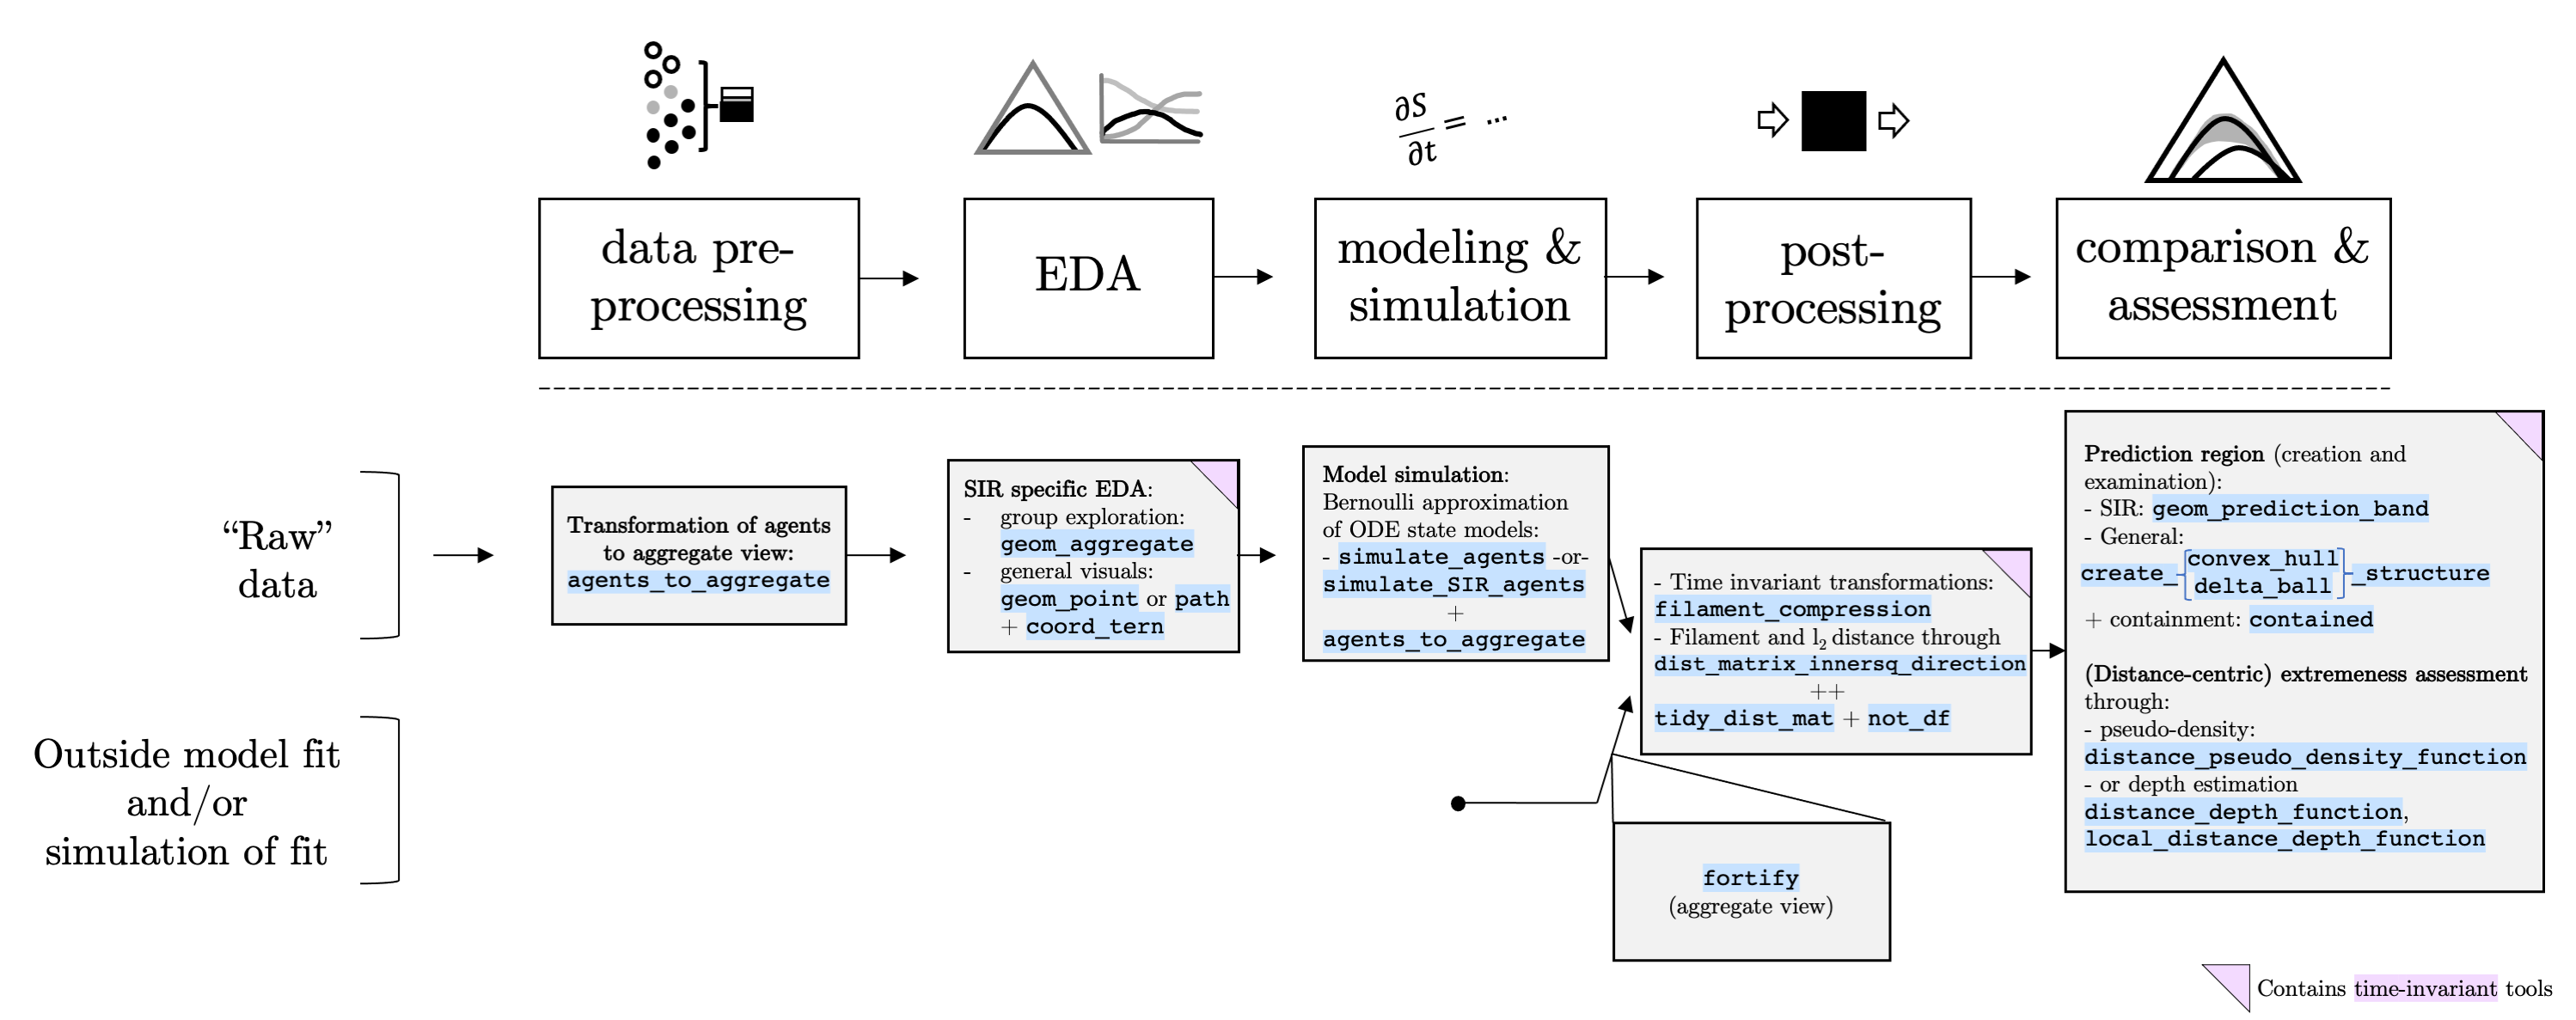 ∂S
∂t
= ...
data pre-
processing
EDA
modeling &
simulation
post-
processing
comparison &
assessment
“Raw”
data
Transformation of agents
to aggregate view:
agents_to_aggregate
SIR specific EDA:
- group exploration:
geom_aggregate
- general visuals:
geom_point or path
+ coord_tern
Model simulation:
Bernoulli approximation
of ODE state models:
- simulate_agents -or-
simulate_SIR_agents
+
agents_to_aggregate
- Time invariant transformations:
filament_compression
- Filament and l₂ distance through
dist_matrix_innersq_direction
++
tidy_dist_mat + not_df
Prediction region (creation and
examination):
- SIR: geom_prediction_band
- General:
convex_hull
create_ _structure
delta_ball
+ containment: contained
(Distance-centric) extremeness assessment
through:
- pseudo-density:
distance_pseudo_density_function
- or depth estimation
distance_depth_function,
local_distance_depth_function
Outside model fit
and/or
simulation of fit
fortify
(aggregate view)
Contains time-invariant tools